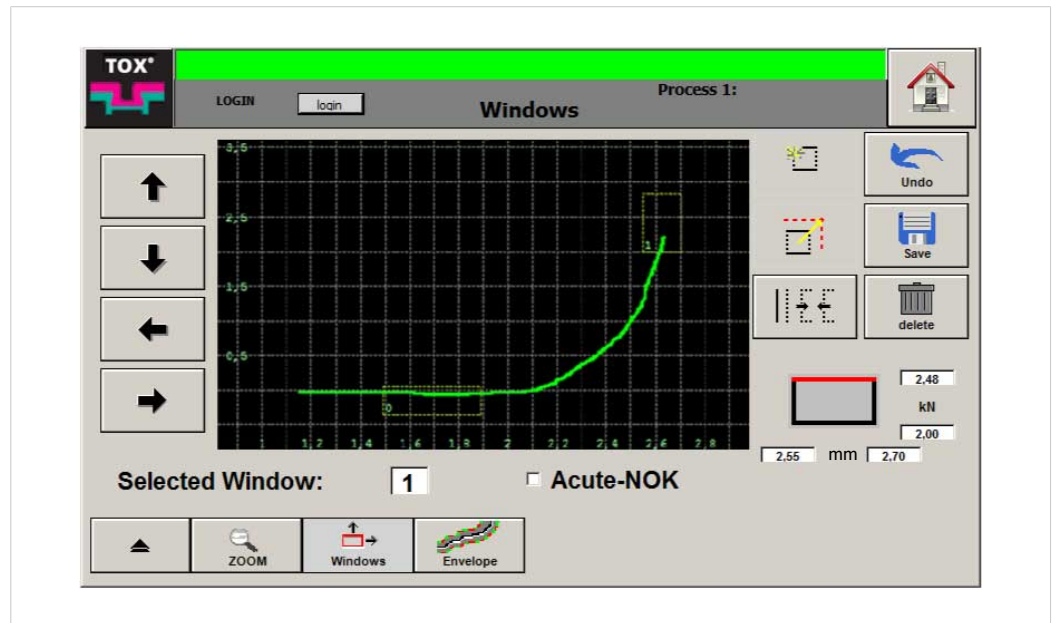 TOX®
LOGIN
login
Windows
Process 1:
Undo
Save
delete
3,5
2,5
1,5
0,5
1
0
1 1,2 1,4 1,6 1,8 2 2,2 2,4 2,6 2,8
2,48
kN
2,00
2,55 mm 2,70
Selected Window: 1
Acute-NOK
ZOOM
Windows
Envelope